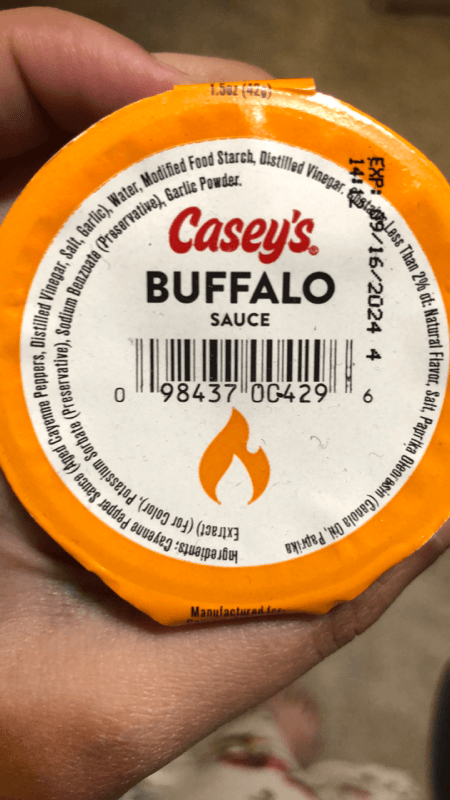 1.5oz (42g)
Ingredients: Cayenne Pepper Sauce (Aged Cayenne Peppers, Distilled Vinegar, Salt, Garlic), Water, Modified Food Starch, Distilled Vinegar, Less Than 2% of: Natural Flavor, Salt, Paprika Oleoresin (Canola Oil, Paprika
Extract) (For Color), Potassium Sorbate (Preservative), Sodium Benzoate (Preservative), Garlic Powder.
EXP: 09/16/2024 4
Casey's®
BUFFALO
SAUCE
0 98437 00429 6
Manufactured for